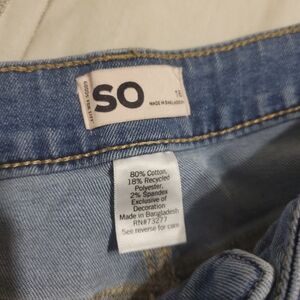 SO
MADE IN BANGLADESH
80% Cotton,
18% Recycled
Polyester,
2% Spandex
Exclusive of
Decoration
Made in Bangladesh
RN#73277
See reverse for care